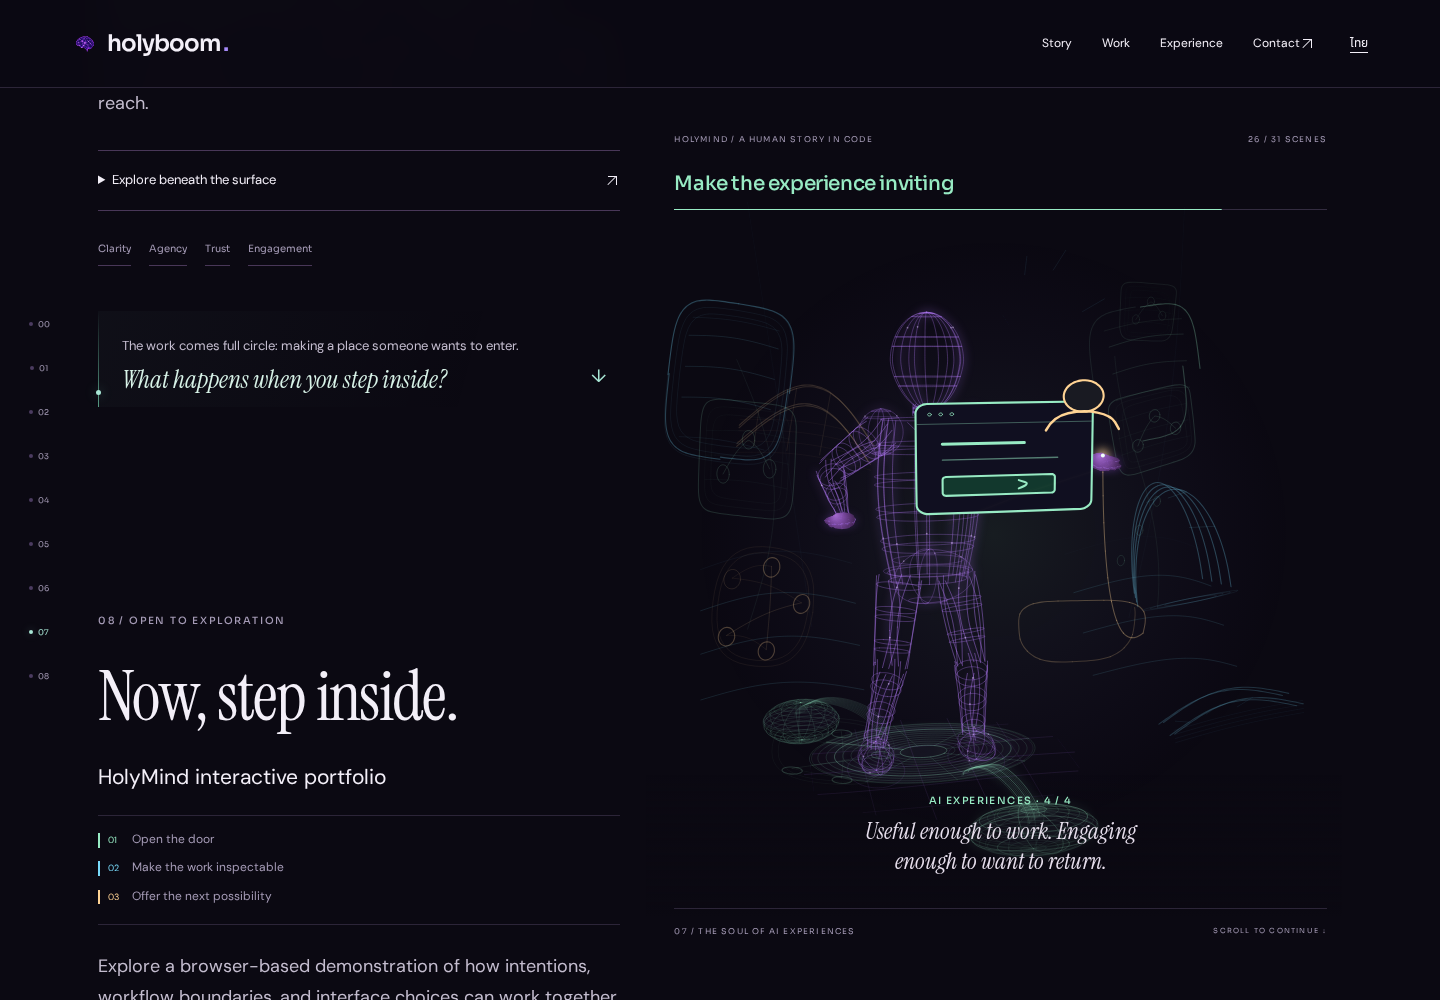 holyboom.
Story
Work
Experience
Contact
ไทย
reach.
Explore beneath the surface
Clarity
Agency
Trust
Engagement
The work comes full circle: making a place someone wants to enter.
What happens when you step inside?
00
01
02
03
04
05
06
07
08
08 / OPEN TO EXPLORATION
Now, step inside.
HolyMind interactive portfolio
01 Open the door
02 Make the work inspectable
03 Offer the next possibility
Explore a browser-based demonstration of how intentions,
workflow boundaries, and interface choices can work together
HOLYMIND / A HUMAN STORY IN CODE
26 / 31 SCENES
Make the experience inviting
AI EXPERIENCES · 4 / 4
Useful enough to work. Engaging
enough to want to return.
07 / THE SOUL OF AI EXPERIENCES
SCROLL TO CONTINUE ↓